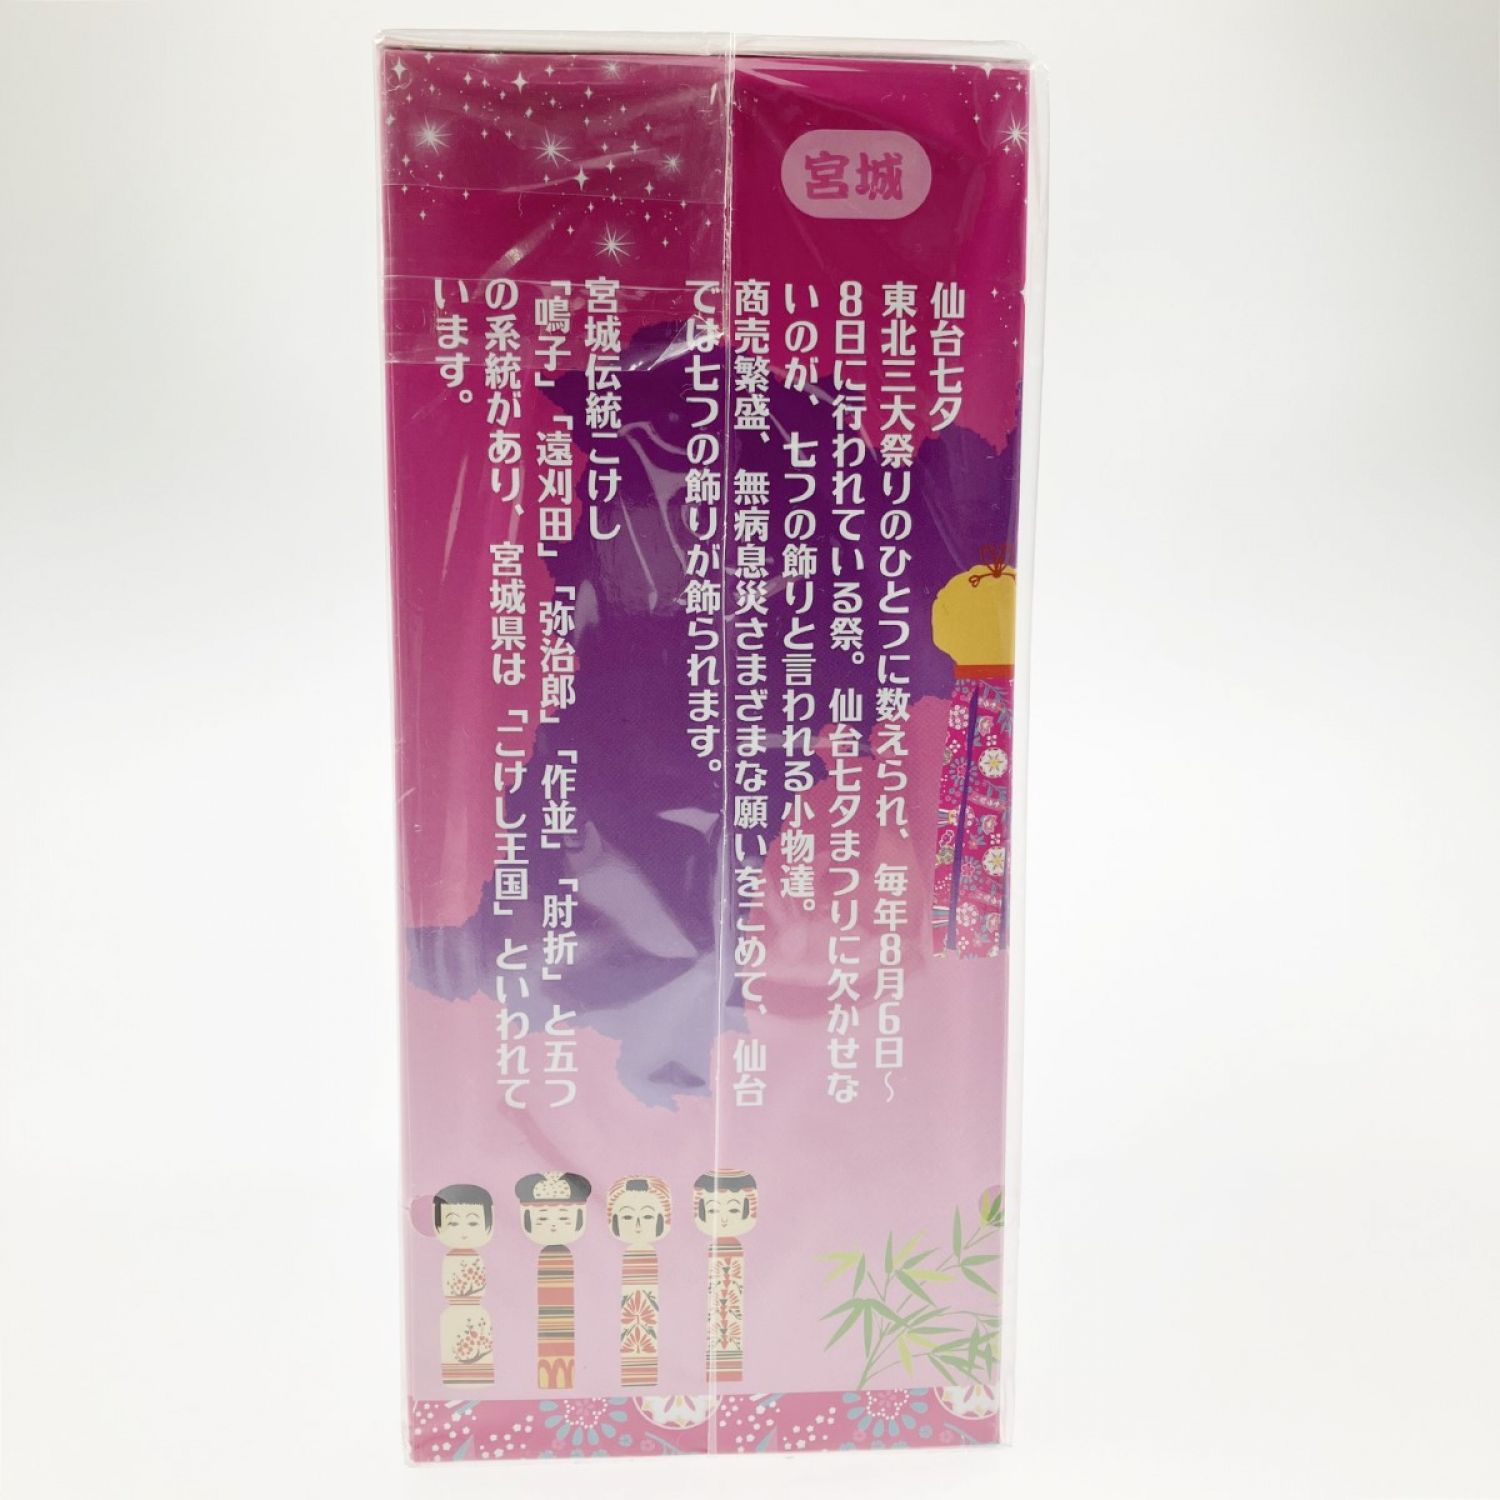 宮城
仙台七夕
東北三大祭りのひとつに数えられ、毎年8月6日～
8日に行われている祭。仙台七夕まつりに欠かせな
いのが、七つの飾りと言われる小物達。
商売繁盛、無病息災さまざまな願いをこめて、仙台
では七つの飾りが飾られます。
宮城伝統こけし
「鳴子」「遠刈田」「弥治郎」「作並」「肘折」と五つ
の系統があり、宮城県は「こけし王国」といわれて
います。